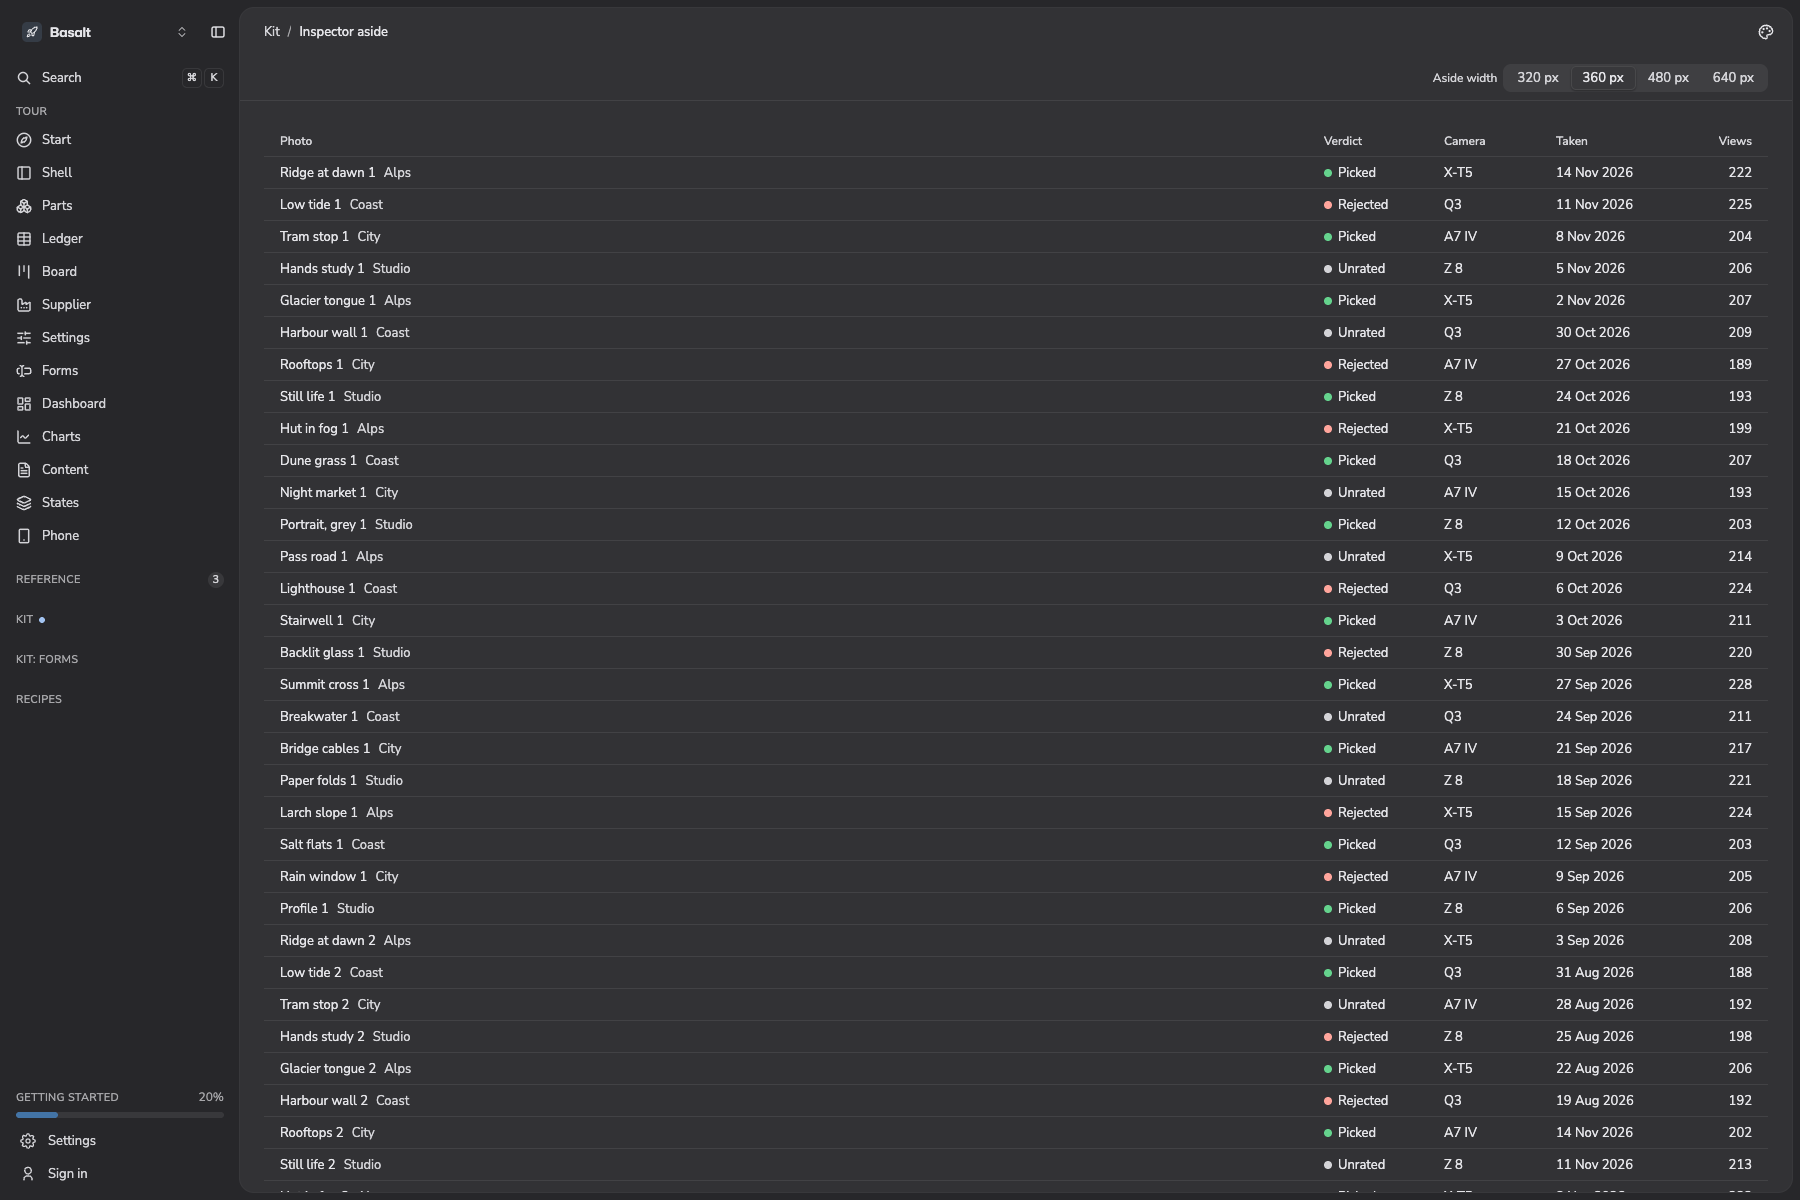 Basalt
Search ⌘ K
TOUR
Start
Shell
Parts
Ledger
Board
Supplier
Settings
Forms
Dashboard
Charts
Content
States
Phone
REFERENCE 3
KIT
KIT: FORMS
RECIPES
GETTING STARTED 20%
Settings
Sign in
Kit / Inspector aside
Aside width 320 px 360 px 480 px 640 px
Photo Verdict Camera Taken Views
Ridge at dawn 1 Alps Picked X-T5 14 Nov 2026 222
Low tide 1 Coast Rejected Q3 11 Nov 2026 225
Tram stop 1 City Picked A7 IV 8 Nov 2026 204
Hands study 1 Studio Unrated Z 8 5 Nov 2026 206
Glacier tongue 1 Alps Picked X-T5 2 Nov 2026 207
Harbour wall 1 Coast Unrated Q3 30 Oct 2026 209
Rooftops 1 City Rejected A7 IV 27 Oct 2026 189
Still life 1 Studio Picked Z 8 24 Oct 2026 193
Hut in fog 1 Alps Rejected X-T5 21 Oct 2026 199
Dune grass 1 Coast Picked Q3 18 Oct 2026 207
Night market 1 City Unrated A7 IV 15 Oct 2026 193
Portrait, grey 1 Studio Picked Z 8 12 Oct 2026 203
Pass road 1 Alps Unrated X-T5 9 Oct 2026 214
Lighthouse 1 Coast Rejected Q3 6 Oct 2026 224
Stairwell 1 City Picked A7 IV 3 Oct 2026 211
Backlit glass 1 Studio Rejected Z 8 30 Sep 2026 220
Summit cross 1 Alps Picked X-T5 27 Sep 2026 228
Breakwater 1 Coast Unrated Q3 24 Sep 2026 211
Bridge cables 1 City Picked A7 IV 21 Sep 2026 217
Paper folds 1 Studio Unrated Z 8 18 Sep 2026 221
Larch slope 1 Alps Rejected X-T5 15 Sep 2026 224
Salt flats 1 Coast Picked Q3 12 Sep 2026 203
Rain window 1 City Rejected A7 IV 9 Sep 2026 205
Profile 1 Studio Picked Z 8 6 Sep 2026 206
Ridge at dawn 2 Alps Unrated X-T5 3 Sep 2026 208
Low tide 2 Coast Picked Q3 31 Aug 2026 188
Tram stop 2 City Unrated A7 IV 28 Aug 2026 192
Hands study 2 Studio Rejected Z 8 25 Aug 2026 198
Glacier tongue 2 Alps Picked X-T5 22 Aug 2026 206
Harbour wall 2 Coast Rejected Q3 19 Aug 2026 192
Rooftops 2 City Picked A7 IV 14 Nov 2026 202
Still life 2 Studio Unrated Z 8 11 Nov 2026 213